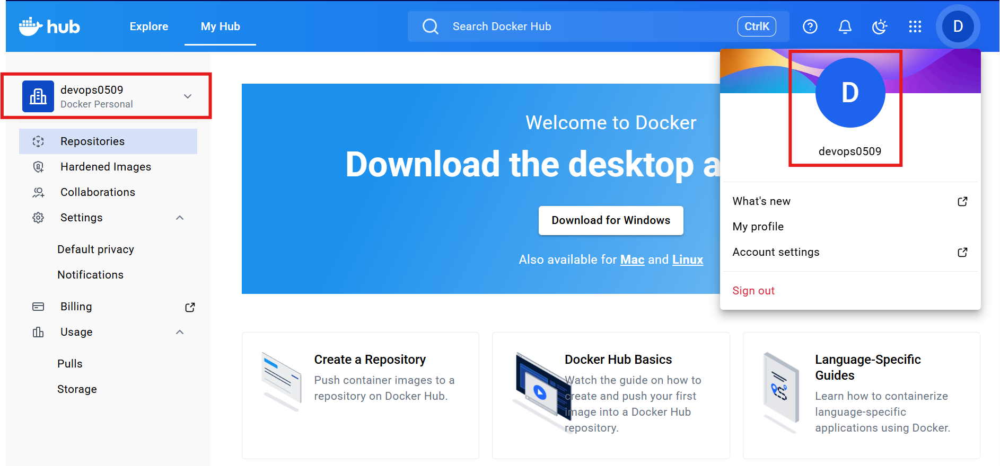 hub
Explore
My Hub
Search Docker Hub
CtrlK
D
devops0509
Docker Personal
Repositories
Hardened Images
Collaborations
Settings
Default privacy
Notifications
Billing
Usage
Pulls
Storage
Welcome to Docker
Download the desktop a
Download for Windows
Also available for Mac and Linux
D
devops0509
What's new
My profile
Account settings
Sign out
Create a Repository
Push container images to a
repository on Docker Hub.
Docker Hub Basics
Watch the guide on how to
create and push your first
image into a Docker Hub
repository.
Language-Specific
Guides
Learn how to containerize
language-specific
applications using Docker.